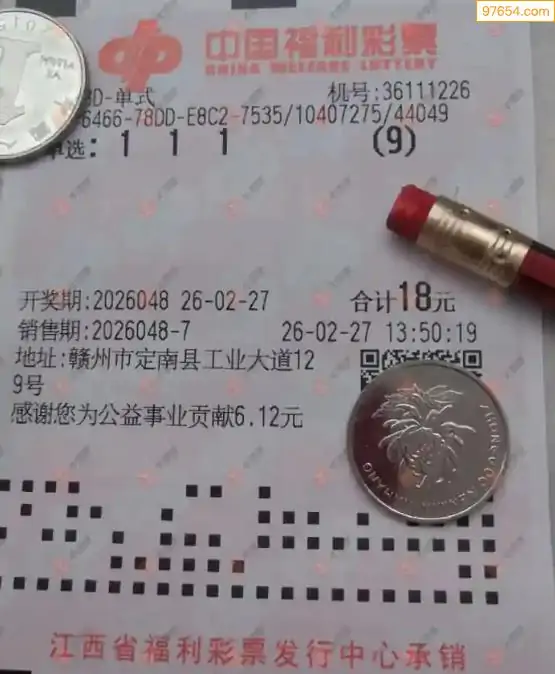 97654.com
中国福利彩票
CHINA WELFARE LOTTERY
3D-单式 机号:36111226
6466-78DD-E8C2-7535/10407275/44049
单选: 1 1 1 (9)
开奖期:2026048 26-02-27 合计18元
销售期:2026048-7 26-02-27 13:50:19
地址:赣州市定南县工业大道12
9号
感谢您为公益事业贡献6.12元
江西省福利彩票发行中心承销